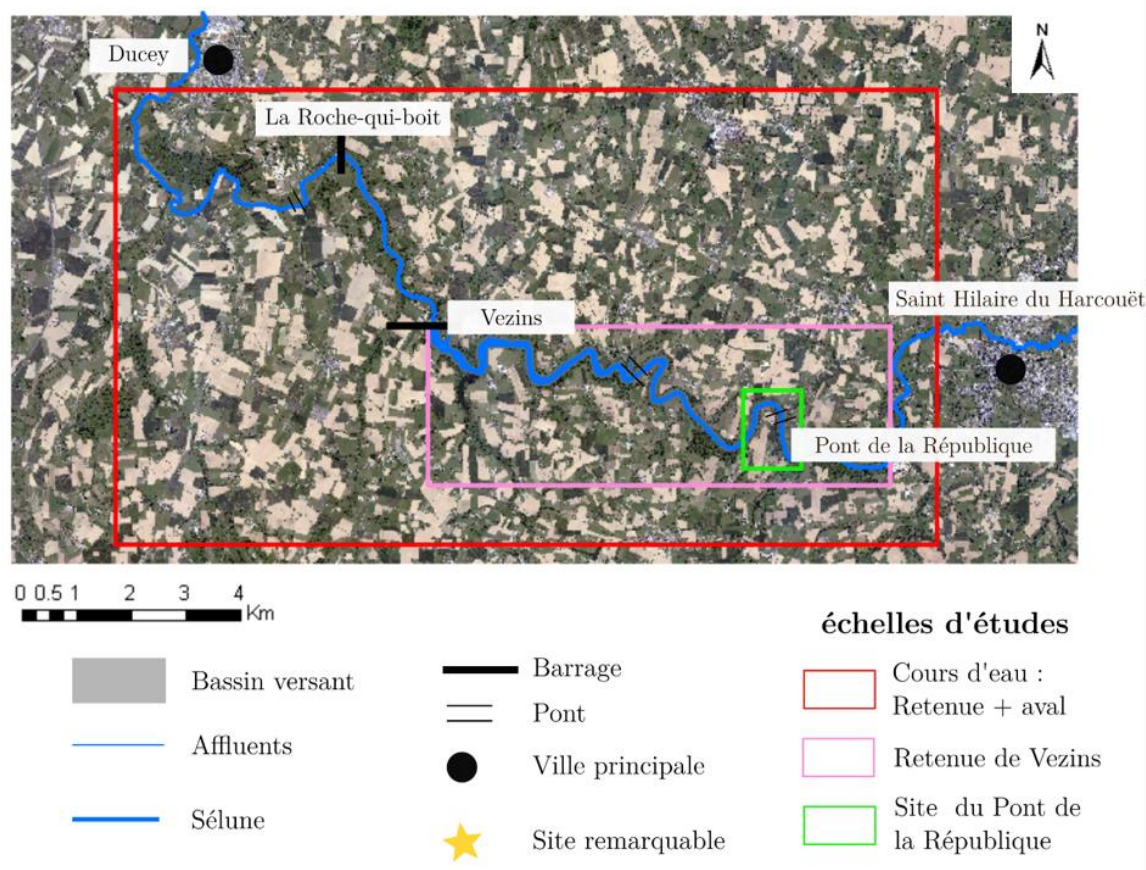 N
Ducey
La Roche-qui-boit
Saint Hilaire du Harcouët
Vezins
Pont de la République
0 0.5 1 2 3 4
Km
échelles d'études
Bassin versant
Affluents
Sélune
Barrage
Pont
Ville principale
Site remarquable
Cours d'eau :
Retenue + aval
Retenue de Vezins
Site du Pont de
la République